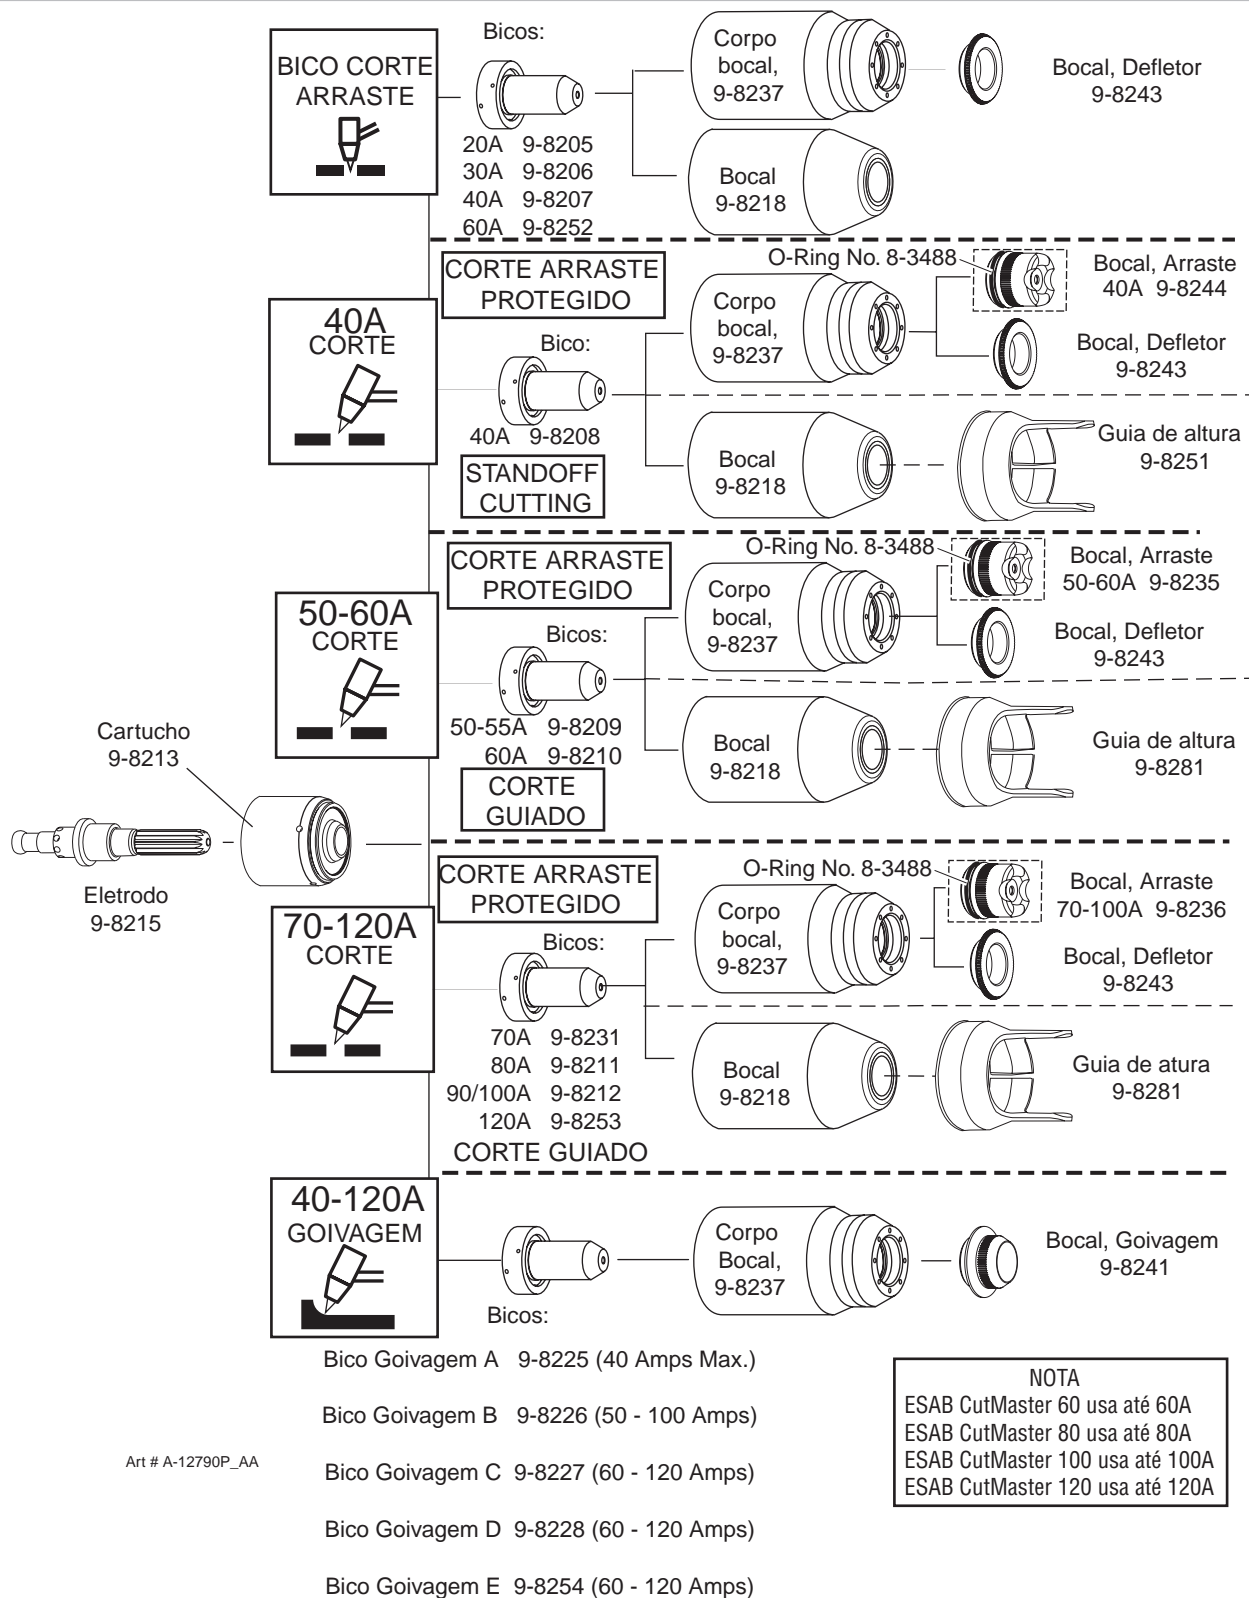 BICO CORTE
ARRASTE
Bicos:
20A 9-8205
30A 9-8206
40A 9-8207
60A 9-8252
Corpo
bocal,
9-8237
Bocal, Defletor
9-8243
Bocal
9-8218
CORTE ARRASTE
PROTEGIDO
40A
CORTE
Bico:
40A 9-8208
STANDOFF
CUTTING
O-Ring No. 8-3488
Corpo
bocal,
9-8237
Bocal, Arraste
40A 9-8244
Bocal, Defletor
9-8243
Bocal
9-8218
Guia de altura
9-8251
CORTE ARRASTE
PROTEGIDO
50-60A
CORTE
Bicos:
50-55A 9-8209
60A 9-8210
CORTE
GUIADO
O-Ring No. 8-3488
Corpo
bocal,
9-8237
Bocal, Arraste
50-60A 9-8235
Bocal, Defletor
9-8243
Bocal
9-8218
Guia de altura
9-8281
Cartucho
9-8213
Eletrodo
9-8215
CORTE ARRASTE
PROTEGIDO
70-120A
CORTE
Bicos:
70A 9-8231
80A 9-8211
90/100A 9-8212
120A 9-8253
CORTE GUIADO
O-Ring No. 8-3488
Corpo
bocal,
9-8237
Bocal, Arraste
70-100A 9-8236
Bocal, Defletor
9-8243
Bocal
9-8218
Guia de atura
9-8281
40-120A
GOIVAGEM
Bicos:
Corpo
Bocal,
9-8237
Bocal, Goivagem
9-8241
Bico Goivagem A 9-8225 (40 Amps Max.)
Bico Goivagem B 9-8226 (50 - 100 Amps)
Bico Goivagem C 9-8227 (60 - 120 Amps)
Bico Goivagem D 9-8228 (60 - 120 Amps)
Bico Goivagem E 9-8254 (60 - 120 Amps)
NOTA
ESAB CutMaster 60 usa até 60A
ESAB CutMaster 80 usa até 80A
ESAB CutMaster 100 usa até 100A
ESAB CutMaster 120 usa até 120A
Art # A-12790P_AA